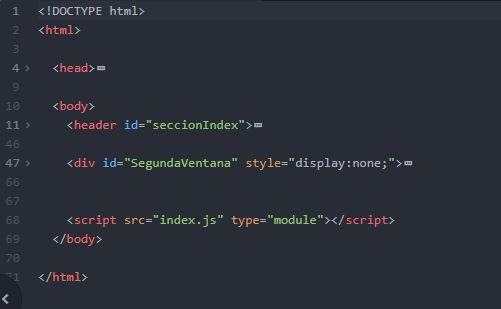 1 <!DOCTYPE html>
2 <html>
3
4 <head>
9
10 <body>
11 <header id="seccionIndex">
46
47 <div id="SegundaVentana" style="display:none;">
66
67
68 <script src="index.js" type="module"></script>
69 </body>
70
71 </html>